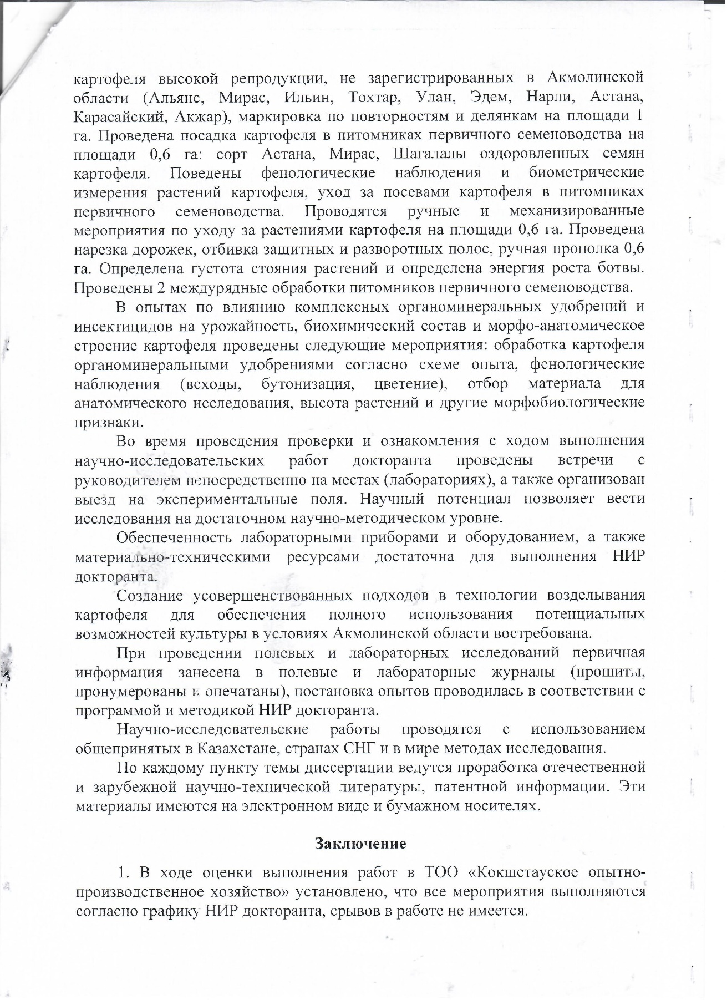 картофеля высокой репродукции, не зарегистрированных в Акмолинской
области (Альянс, Мирас, Ильин, Тохтар, Улан, Эдем, Нарли, Астана,
Карасайский, Акжар), маркировка по повторностям и делянкам на площади 1
га. Проведена посадка картофеля в питомниках первичного семеноводства на
площади 0,6 га: сорт Астана, Мирас, Шагалалы оздоровленных семян
картофеля. Поведены фенологические наблюдения и биометрические
измерения растений картофеля, уход за посевами картофеля в питомниках
первичного семеноводства. Проводятся ручные и механизированные
мероприятия по уходу за растениями картофеля на площади 0,6 га. Проведена
нарезка дорожек, отбивка защитных и разворотных полос, ручная прополка 0,6
га. Определена густота стояния растений и определена энергия роста ботвы.
Проведены 2 междурядные обработки питомников первичного семеноводства.
В опытах по влиянию комплексных органоминеральных удобрений и
инсектицидов на урожайность, биохимический состав и морфо-анатомическое
строение картофеля проведены следующие мероприятия: обработка картофеля
органоминеральными удобрениями согласно схеме опыта, фенологические
наблюдения (всходы, бутонизация, цветение), отбор материала для
анатомического исследования, высота растений и другие морфобиологические
признаки.
Во время проведения проверки и ознакомления с ходом выполнения
научно-исследовательских работ докторанта проведены встречи с
руководителем непосредственно на местах (лабораториях), а также организован
выезд на экспериментальные поля. Научный потенциал позволяет вести
исследования на достаточном научно-методическом уровне.
Обеспеченность лабораторными приборами и оборудованием, а также
материально-техническими ресурсами достаточна для выполнения НИР
докторанта.
Создание усовершенствованных подходов в технологии возделывания
картофеля для обеспечения полного использования потенциальных
возможностей культуры в условиях Акмолинской области востребована.
При проведении полевых и лабораторных исследований первичная
информация занесена в полевые и лабораторные журналы (прошиты,
пронумерованы и опечатаны), постановка опытов проводилась в соответствии с
программой и методикой НИР докторанта.
Научно-исследовательские работы проводятся с использованием
общепринятых в Казахстане, странах СНГ и в мире методах исследования.
По каждому пункту темы диссертации ведутся проработка отечественной
и зарубежной научно-технической литературы, патентной информации. Эти
материалы имеются на электронном виде и бумажном носителях.
Заключение
1. В ходе оценки выполнения работ в ТОО «Кокшетауское опытно-
производственное хозяйство» установлено, что все мероприятия выполняются
согласно графику НИР докторанта, срывов в работе не имеется.